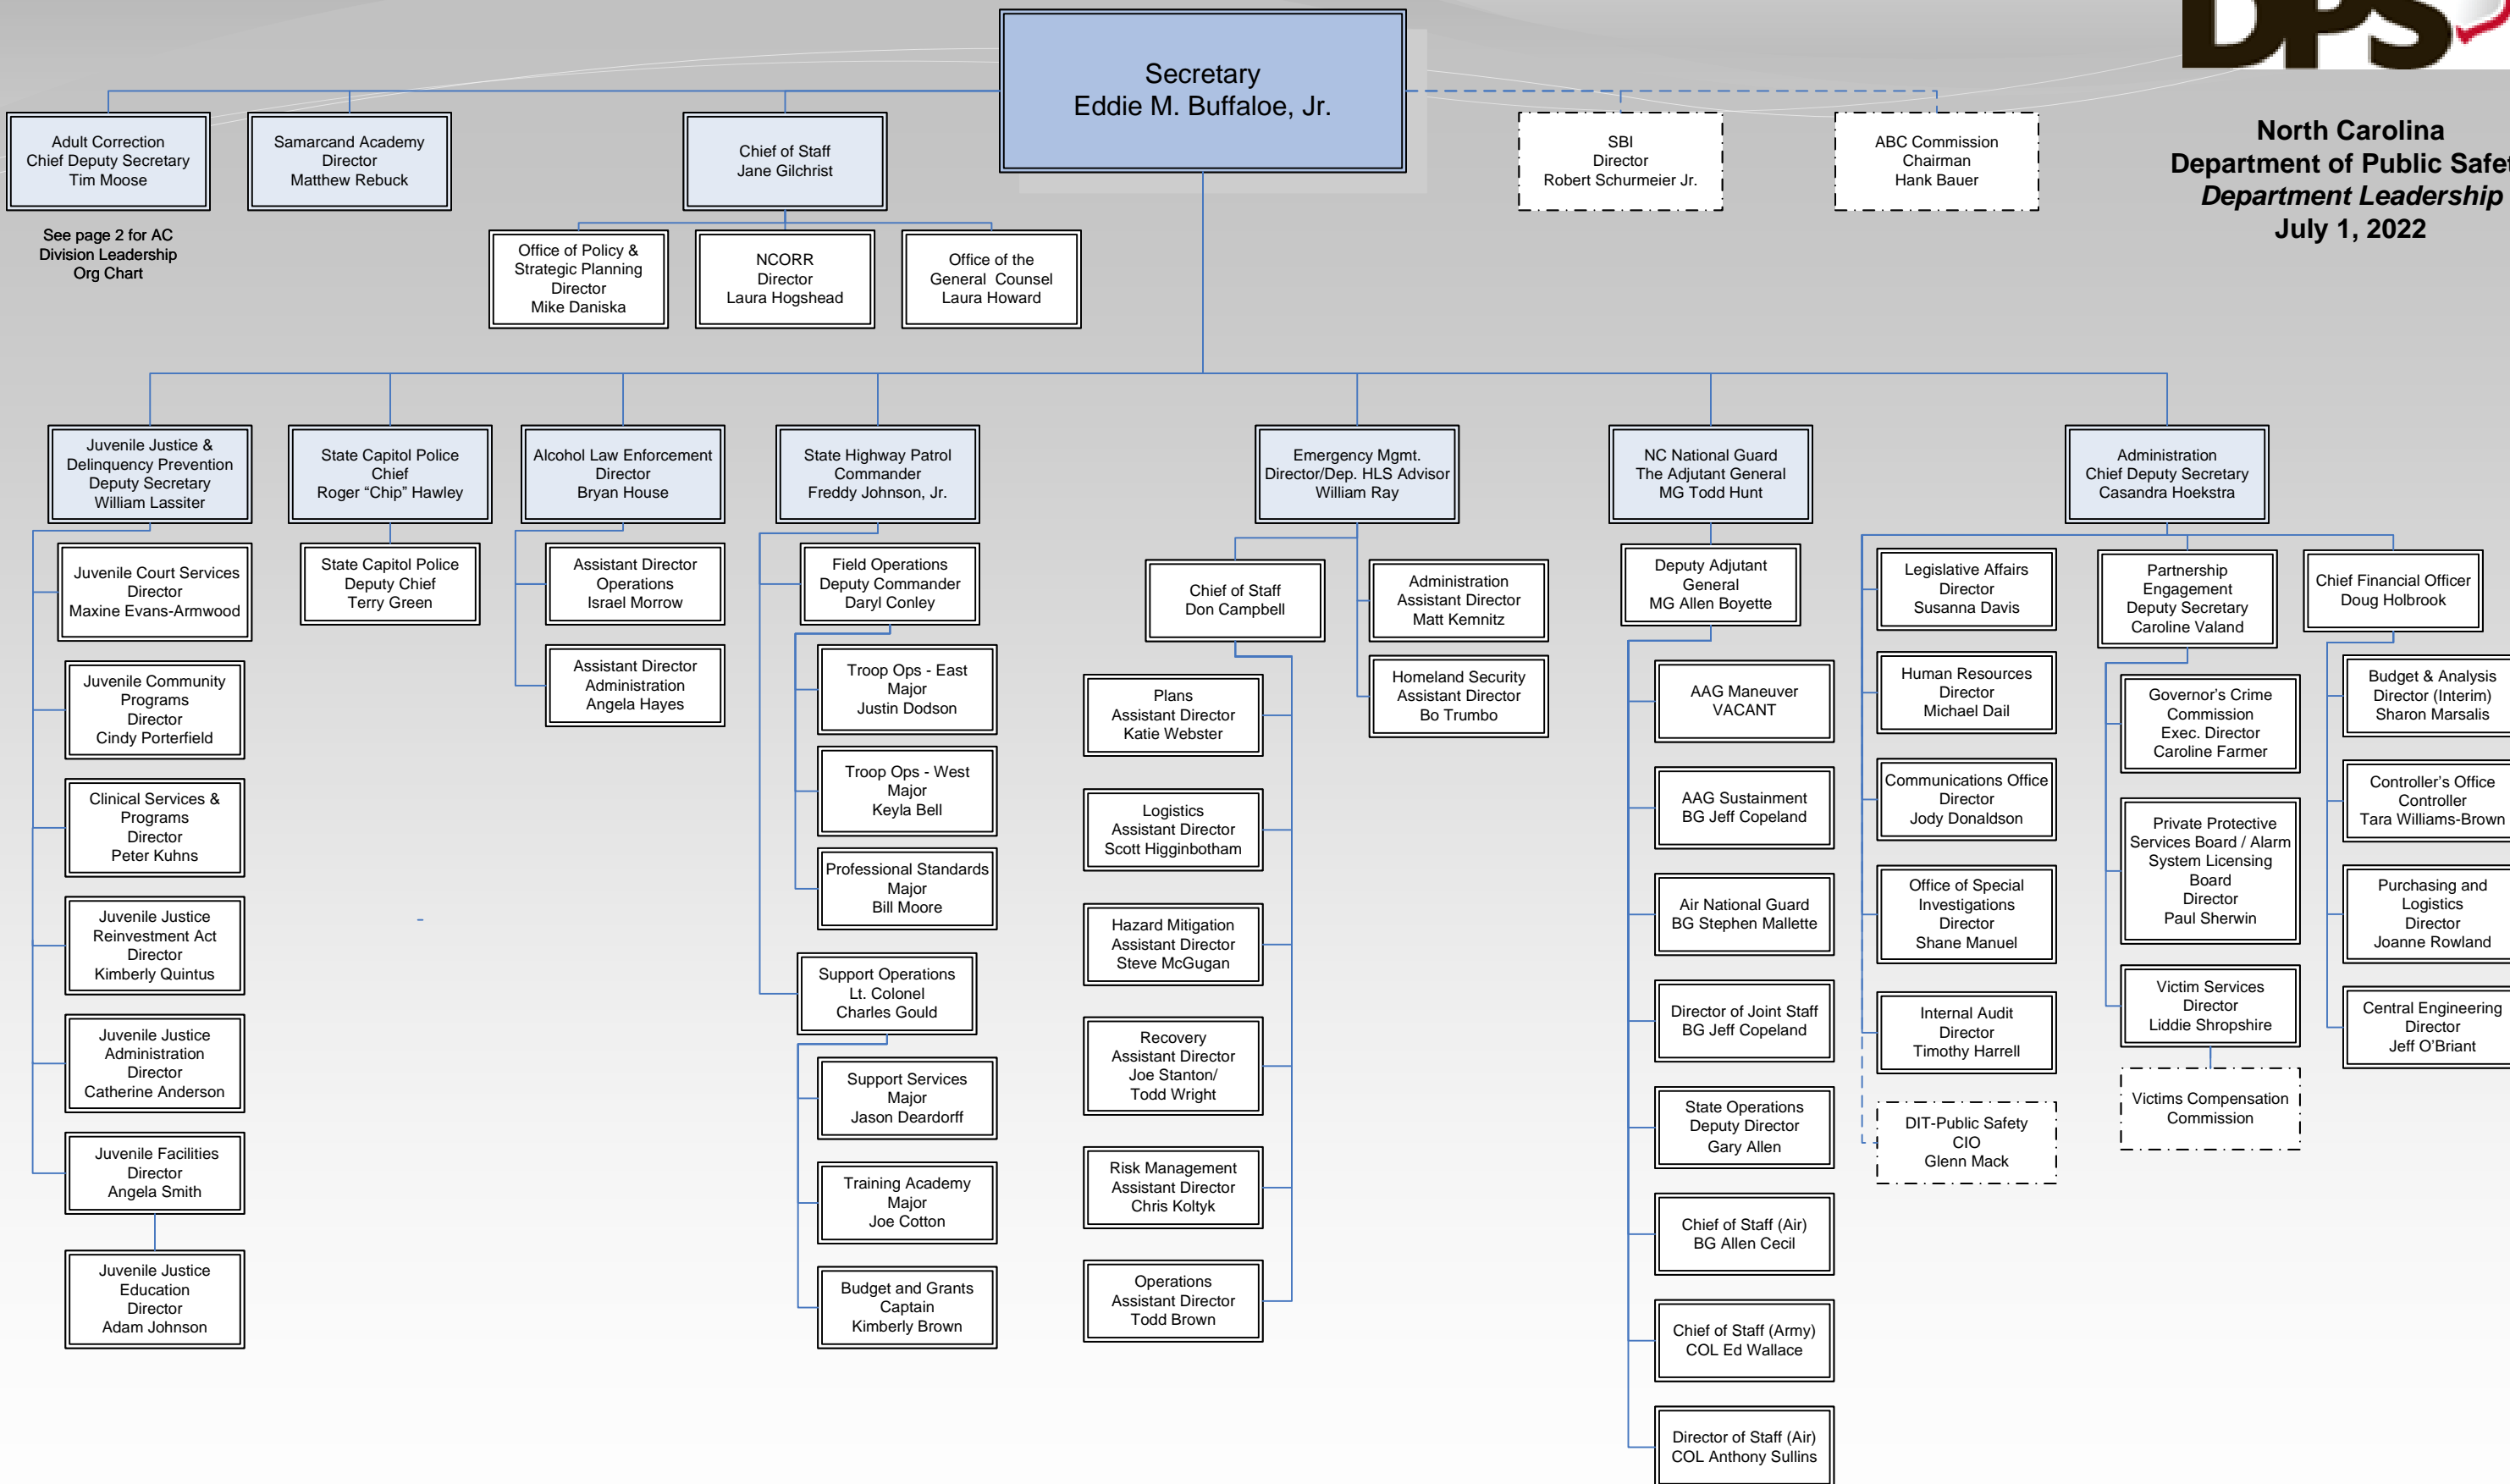 DPS
North Carolina
Department of Public Safe
Department Leadership
July 1, 2022
Secretary
Eddie M. Buffaloe, Jr.
Adult Correction
Chief Deputy Secretary
Tim Moose
See page 2 for AC
Division Leadership
Org Chart
Samarcand Academy
Director
Matthew Rebuck
Chief of Staff
Jane Gilchrist
SBI
Director
Robert Schurmeier Jr.
ABC Commission
Chairman
Hank Bauer
Office of Policy &
Strategic Planning
Director
Mike Daniska
NCORR
Director
Laura Hogshead
Office of the
General Counsel
Laura Howard
Juvenile Justice &
Delinquency Prevention
Deputy Secretary
William Lassiter
Juvenile Court Services
Director
Maxine Evans-Armwood
Juvenile Community
Programs
Director
Cindy Porterfield
Clinical Services &
Programs
Director
Peter Kuhns
Juvenile Justice
Reinvestment Act
Director
Kimberly Quintus
Juvenile Justice
Administration
Director
Catherine Anderson
Juvenile Facilities
Director
Angela Smith
Juvenile Justice
Education
Director
Adam Johnson
State Capitol Police
Chief
Roger “Chip” Hawley
State Capitol Police
Deputy Chief
Terry Green
Alcohol Law Enforcement
Director
Bryan House
Assistant Director
Operations
Israel Morrow
Assistant Director
Administration
Angela Hayes
State Highway Patrol
Commander
Freddy Johnson, Jr.
Field Operations
Deputy Commander
Daryl Conley
Troop Ops - East
Major
Justin Dodson
Troop Ops - West
Major
Keyla Bell
Professional Standards
Major
Bill Moore
Support Operations
Lt. Colonel
Charles Gould
Support Services
Major
Jason Deardorff
Training Academy
Major
Joe Cotton
Budget and Grants
Captain
Kimberly Brown
Emergency Mgmt.
Director/Dep. HLS Advisor
William Ray
Chief of Staff
Don Campbell
Administration
Assistant Director
Matt Kemnitz
Homeland Security
Assistant Director
Bo Trumbo
Plans
Assistant Director
Katie Webster
Logistics
Assistant Director
Scott Higginbotham
Hazard Mitigation
Assistant Director
Steve McGugan
Recovery
Assistant Director
Joe Stanton/
Todd Wright
Risk Management
Assistant Director
Chris Koltyk
Operations
Assistant Director
Todd Brown
NC National Guard
The Adjutant General
MG Todd Hunt
Deputy Adjutant
General
MG Allen Boyette
AAG Maneuver
VACANT
AAG Sustainment
BG Jeff Copeland
Air National Guard
BG Stephen Mallette
Director of Joint Staff
BG Jeff Copeland
State Operations
Deputy Director
Gary Allen
Chief of Staff (Air)
BG Allen Cecil
Chief of Staff (Army)
COL Ed Wallace
Director of Staff (Air)
COL Anthony Sullins
Administration
Chief Deputy Secretary
Casandra Hoekstra
Legislative Affairs
Director
Susanna Davis
Human Resources
Director
Michael Dail
Communications Office
Director
Jody Donaldson
Office of Special
Investigations
Director
Shane Manuel
Internal Audit
Director
Timothy Harrell
DIT-Public Safety
CIO
Glenn Mack
Partnership
Engagement
Deputy Secretary
Caroline Valand
Governor’s Crime
Commission
Exec. Director
Caroline Farmer
Private Protective
Services Board / Alarm
System Licensing
Board
Director
Paul Sherwin
Victim Services
Director
Liddie Shropshire
Victims Compensation
Commission
Chief Financial Officer
Doug Holbrook
Budget & Analysis
Director (Interim)
Sharon Marsalis
Controller’s Office
Controller
Tara Williams-Brown
Purchasing and
Logistics
Director
Joanne Rowland
Central Engineering
Director
Jeff O’Briant